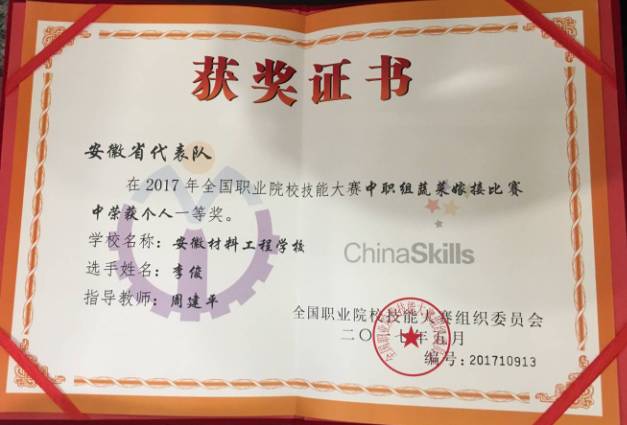 获奖证书
安徽省代表队
在2017年全国职业院校技能大赛中职组蔬菜嫁接比赛
中荣获个人一等奖。
学校名称：安徽材料工程学校
选手姓名：李俊
指导教师：周建平
ChinaSkills
全国职业院校技能大赛组织委员会
二〇一七年五月
编号：201710913